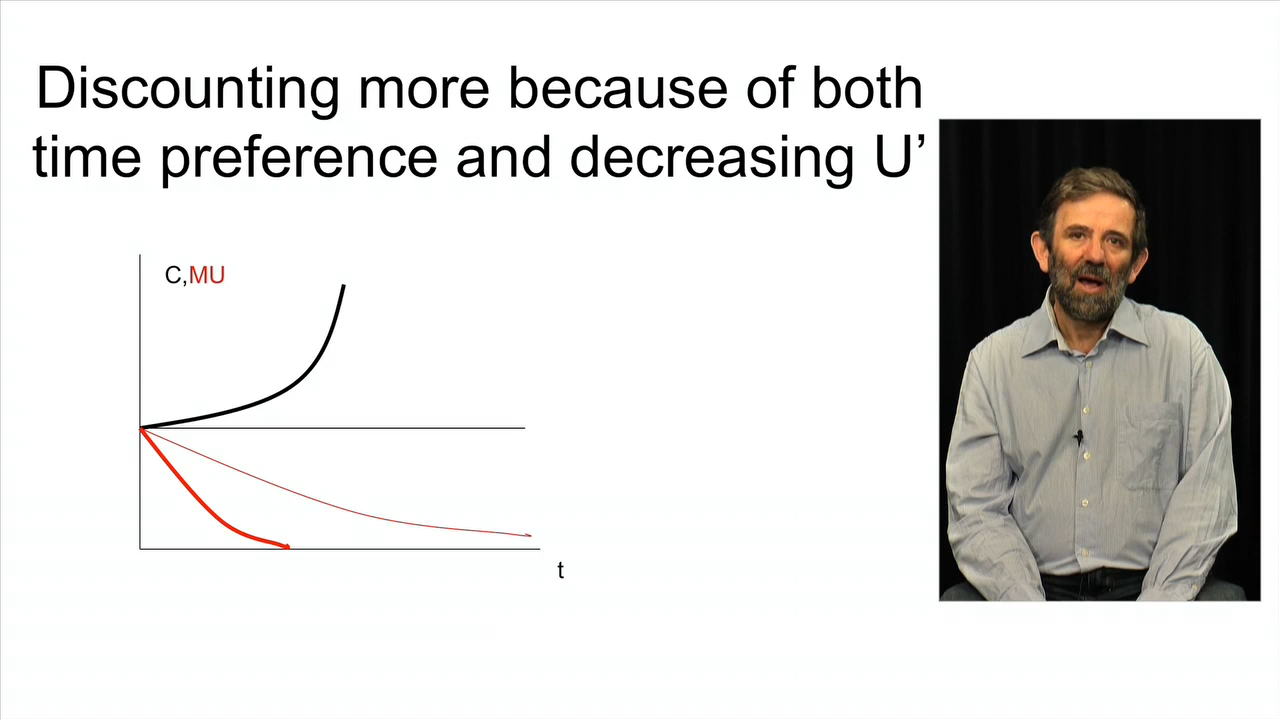 Discounting more because of both
time preference and decreasing U’
C,MU
t